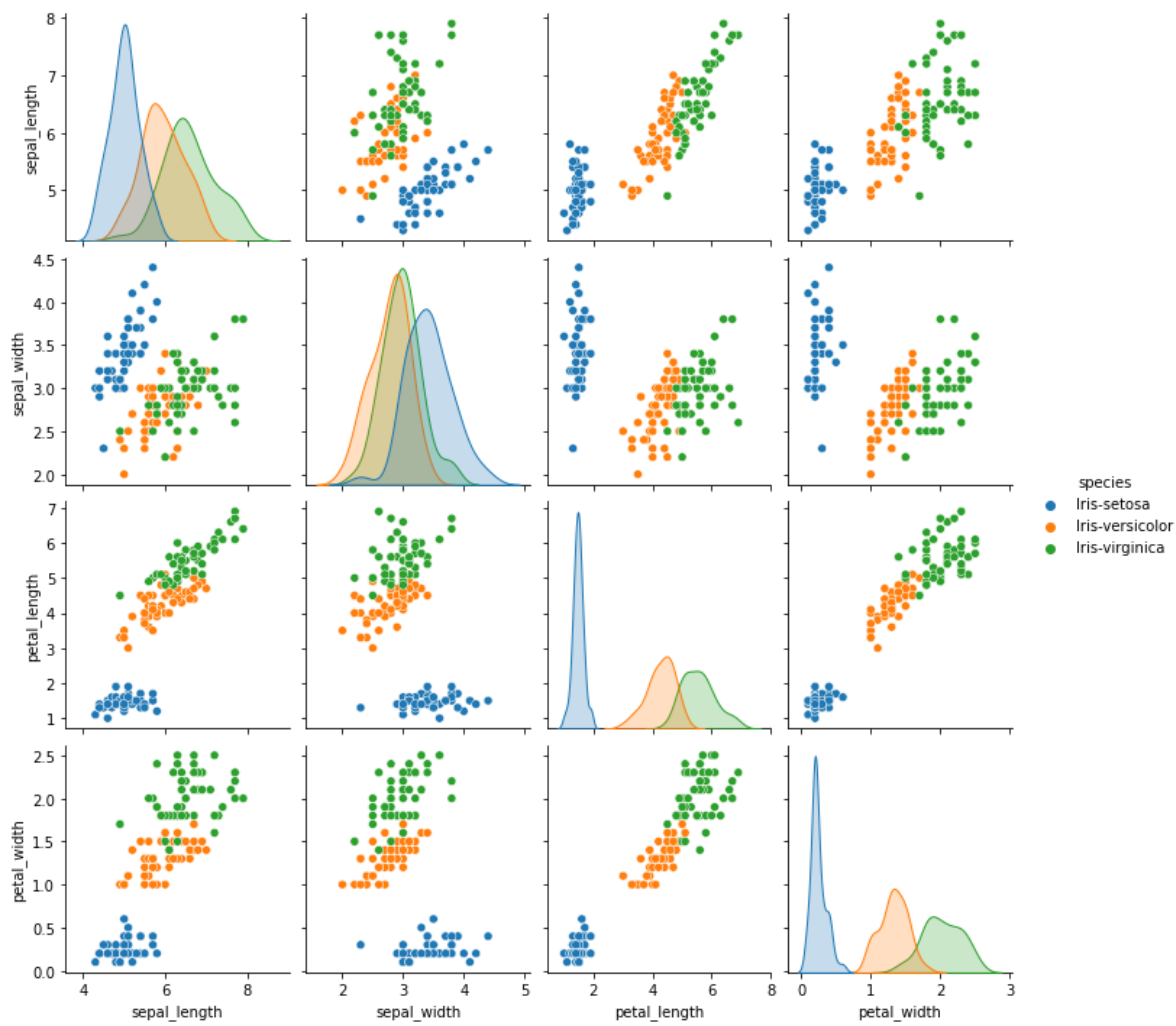 8
7
6
5
sepal_length
4.5
4.0
3.5
3.0
2.5
2.0
sepal_width
species
Iris-setosa
Iris-versicolor
Iris-virginica
7
6
5
4
3
2
1
petal_length
2.5
2.0
1.5
1.0
0.5
0.0
petal_width
4 6 8
2 3 4 5
2 4 6 8
0 1 2 3
sepal_length
sepal_width
petal_length
petal_width